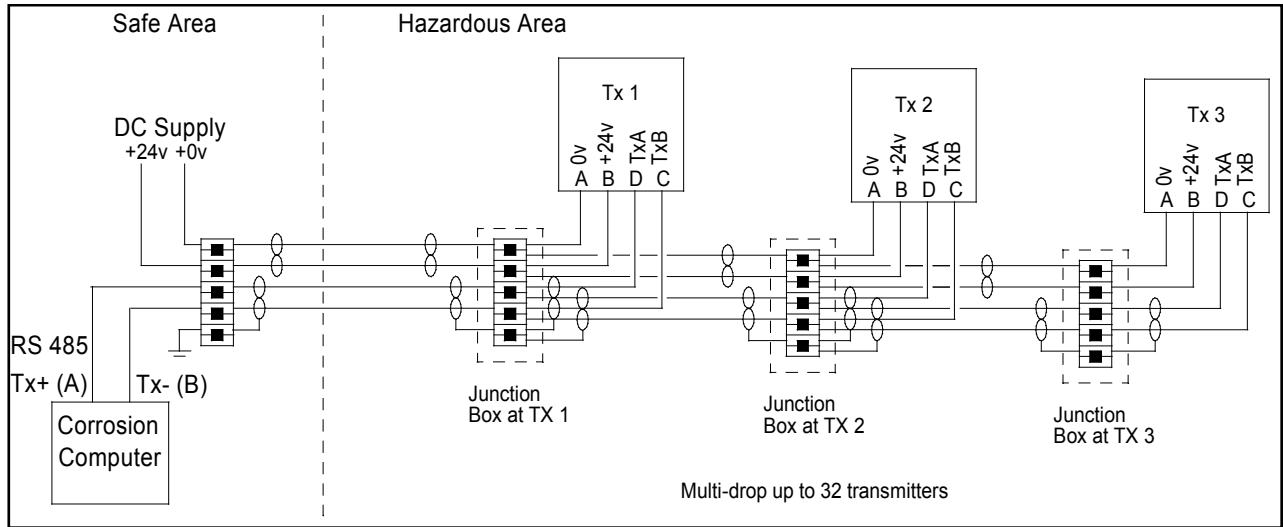 Safe Area
Hazardous Area
DC Supply
+24v +0v
Tx 1
0v +24v TxA TxB
A B D C
Tx 2
0v +24v TxA TxB
A B D C
Tx 3
0v +24v TxA TxB
A B D C
RS 485
Tx+ (A) Tx- (B)
Corrosion
Computer
Junction
Box at TX 1
Junction
Box at TX 2
Junction
Box at TX 3
Multi-drop up to 32 transmitters